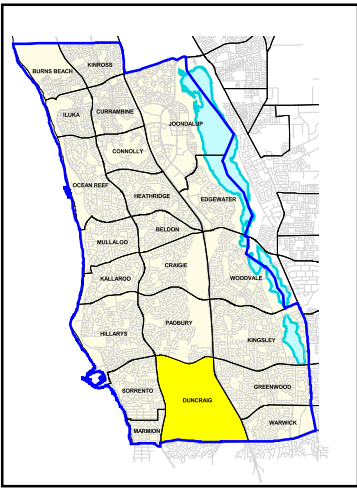 KINROSS
BURNS BEACH
CURRAMBINE
ILUKA
JOONDALUP
CONNOLLY
OCEAN REEF
HEATHRIDGE
EDGEWATER
BELDON
MULLALOO
CRAIGIE
KALLAROO
WOODVALE
PADBURY
HILLARYS
KINGSLEY
SORRENTO
DUNCRAIG
GREENWOOD
WARWICK
MARMION